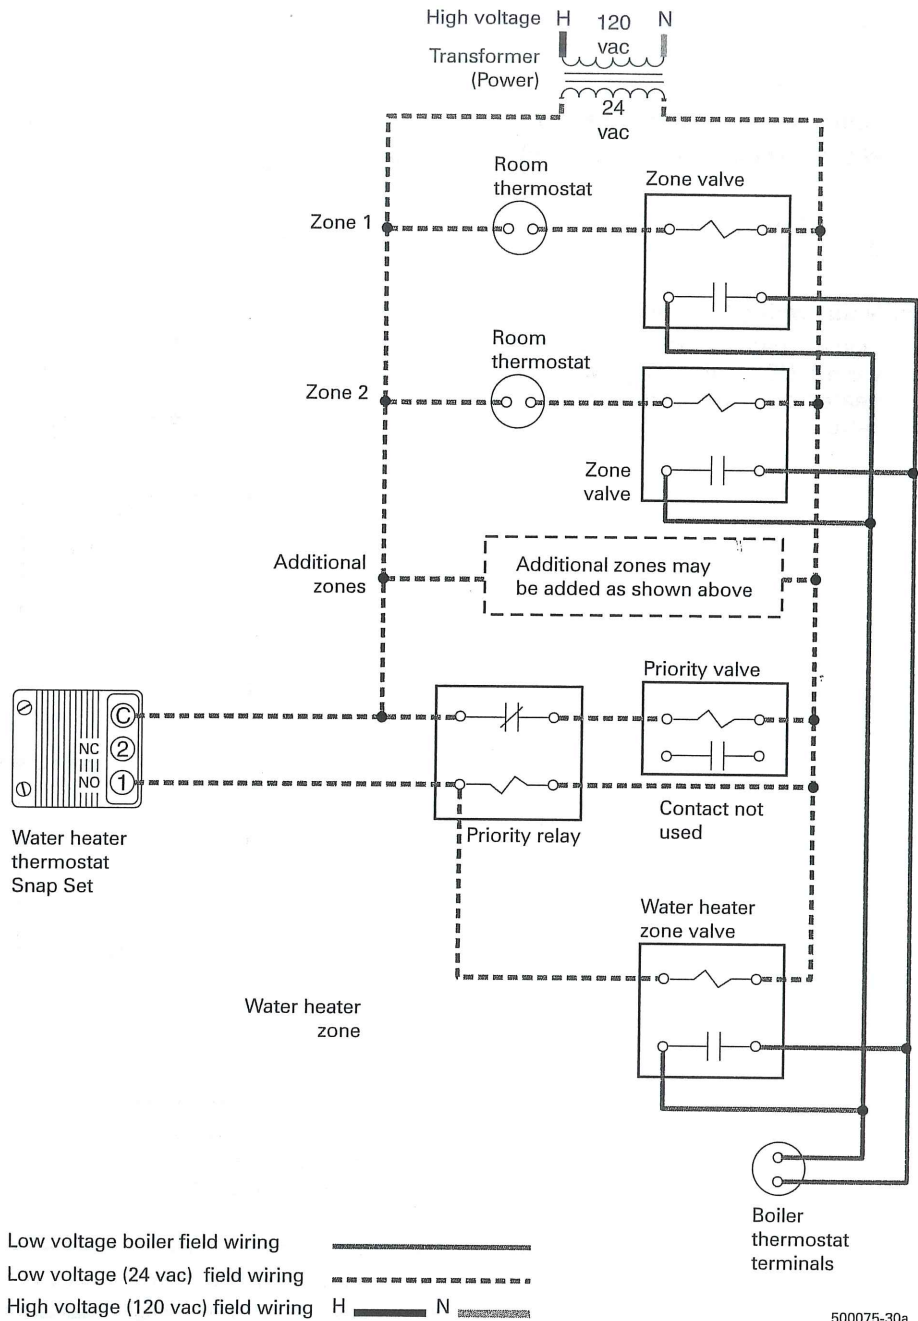 High voltage H 120 N
vac
Transformer
(Power)
24
vac
Room
thermostat
Zone valve
Zone 1
Room
thermostat
Zone 2
Zone
valve
Additional
zones
Additional zones may
be added as shown above
Priority valve
C
NC 2
NO 1
Contact not
used
Priority relay
Water heater
thermostat
Snap Set
Water heater
zone valve
Water heater
zone
Boiler
thermostat
terminals
Low voltage boiler field wiring
Low voltage (24 vac) field wiring
High voltage (120 vac) field wiring H N
500075-30a